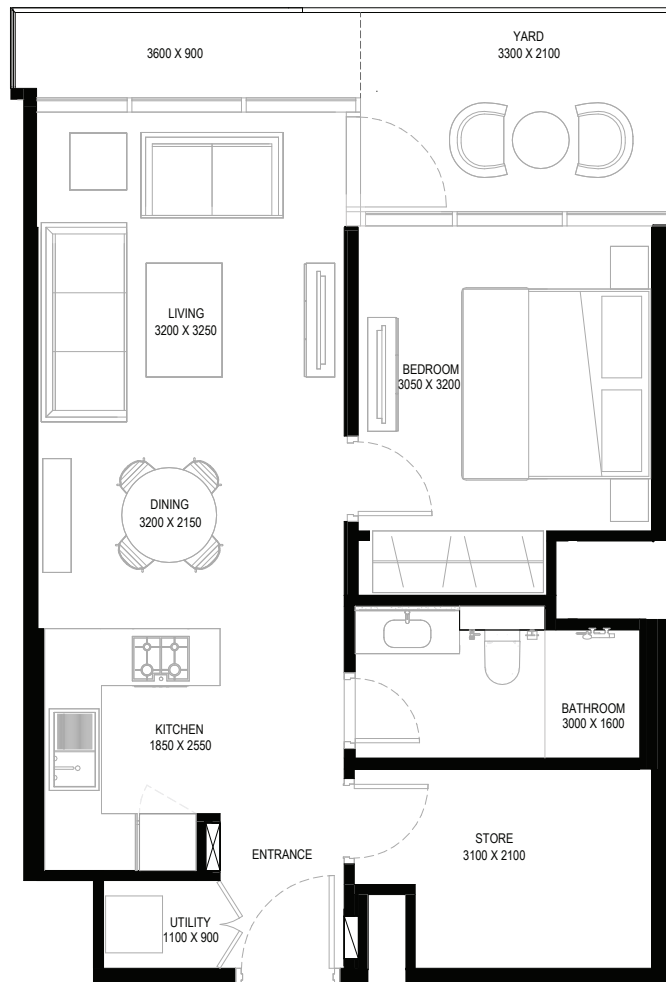 YARD
3300 X 2100
3600 X 900
LIVING
3200 X 3250
BEDROOM
3050 X 3200
DINING
3200 X 2150
KITCHEN
1850 X 2550
BATHROOM
3000 X 1600
ENTRANCE
STORE
3100 X 2100
UTILITY
1100 X 900